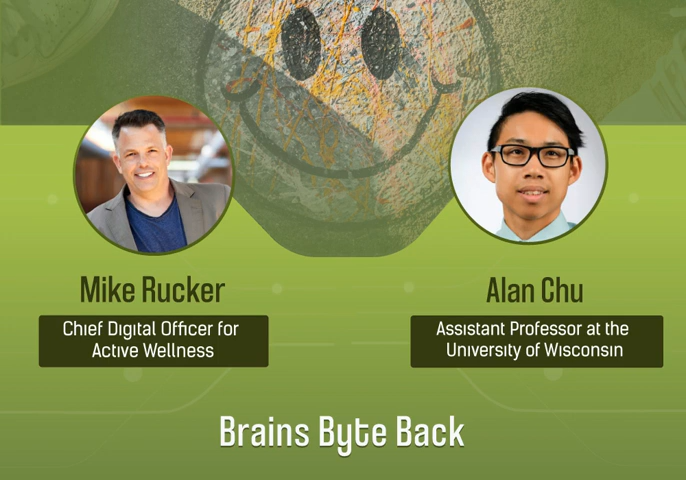 Mike Rucker
Chief Digital Officer for
Active Wellness
Alan Chu
Assistant Professor at the
University of Wisconsin
Brains Byte Back